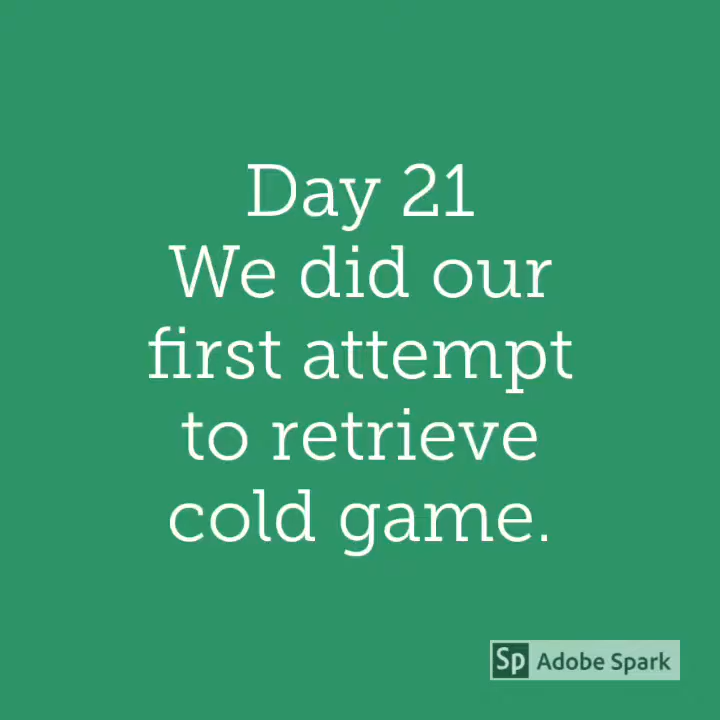 Day 21
We did our
first attempt
to retrieve
cold game.
Sp Adobe Spark